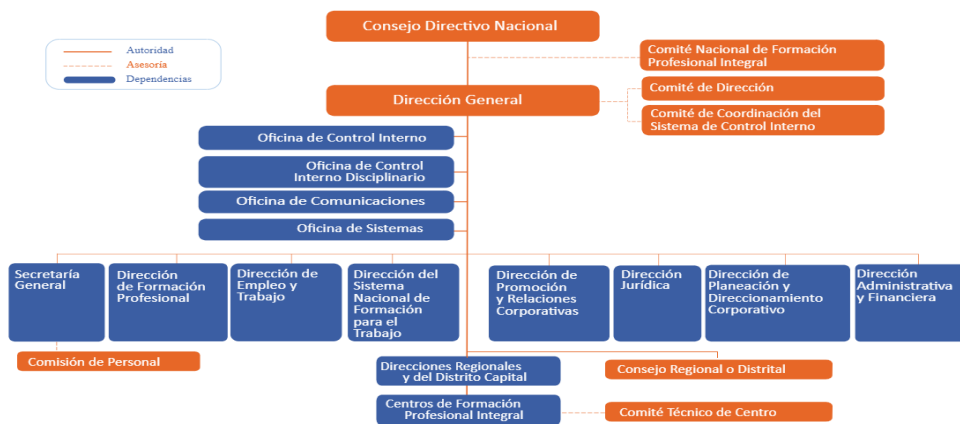 Consejo Directivo Nacional
Autoridad
Asesoría
Dependencias
Comité Nacional de Formación
Profesional Integral
Dirección General
Comité de Dirección
Comité de Coordinación del
Sistema de Control Interno
Oficina de Control Interno
Oficina de Control
Interno Disciplinario
Oficina de Comunicaciones
Oficina de Sistemas
Secretaría
General
Dirección
de Formación
Profesional
Dirección de
Empleo y
Trabajo
Dirección del
Sistema
Nacional de
Formación
para el
Trabajo
Dirección de
Promoción
y Relaciones
Corporativas
Dirección
Jurídica
Dirección de
Planeación y
Direccionamiento
Corporativo
Dirección
Administrativa
y Financiera
Comisión de Personal
Direcciones Regionales
y del Distrito Capital
Consejo Regional o Distrital
Centros de Formación
Profesional Integral
Comité Técnico de Centro